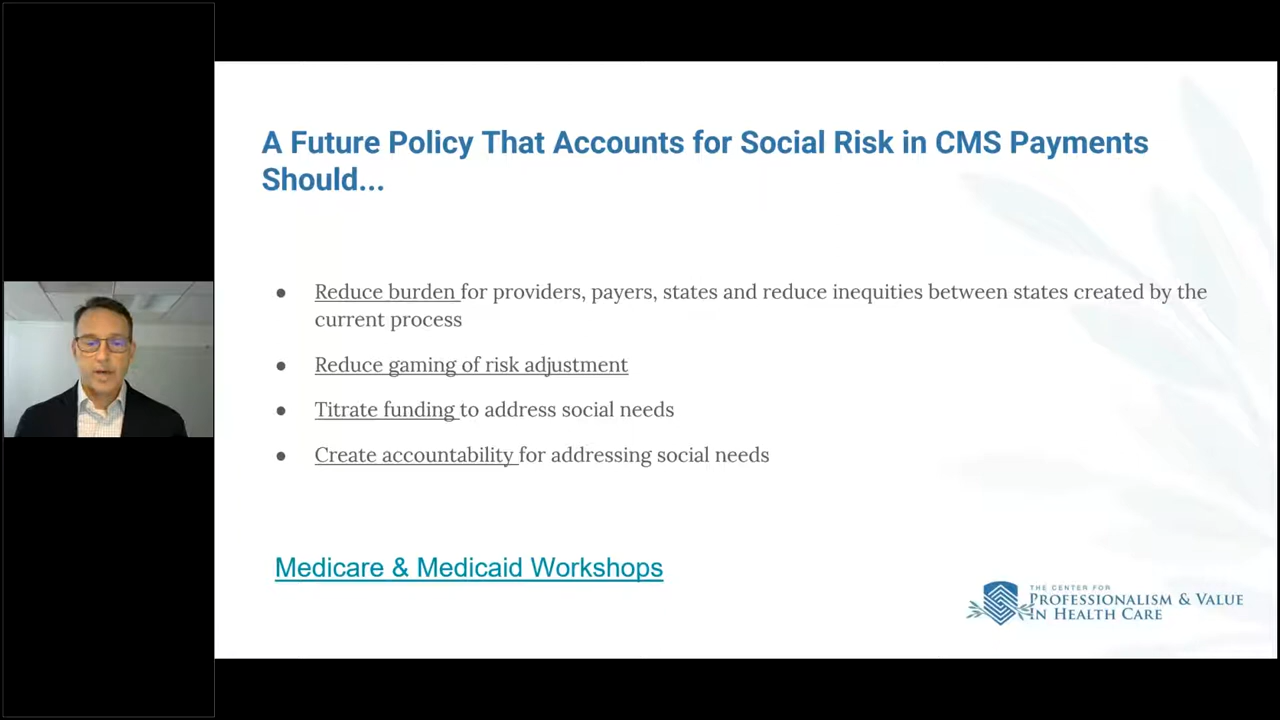 A Future Policy That Accounts for Social Risk in CMS Payments
Should...
● Reduce burden for providers, payers, states and reduce inequities between states created by the
current process
● Reduce gaming of risk adjustment
● Titrate funding to address social needs
● Create accountability for addressing social needs
Medicare & Medicaid Workshops
THE CENTER FOR
PROFESSIONALISM & VALUE
IN HEALTH CARE